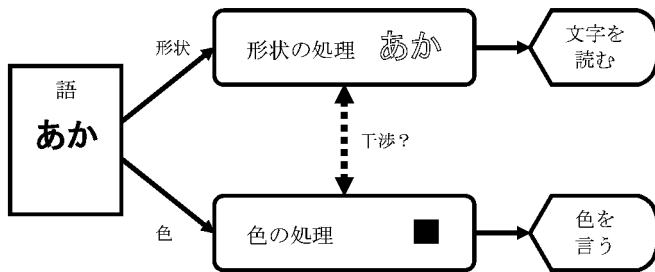 語
あか
形状
形状の処理 あか
文字を
読む
干渉?
色
色の処理
色を
言う